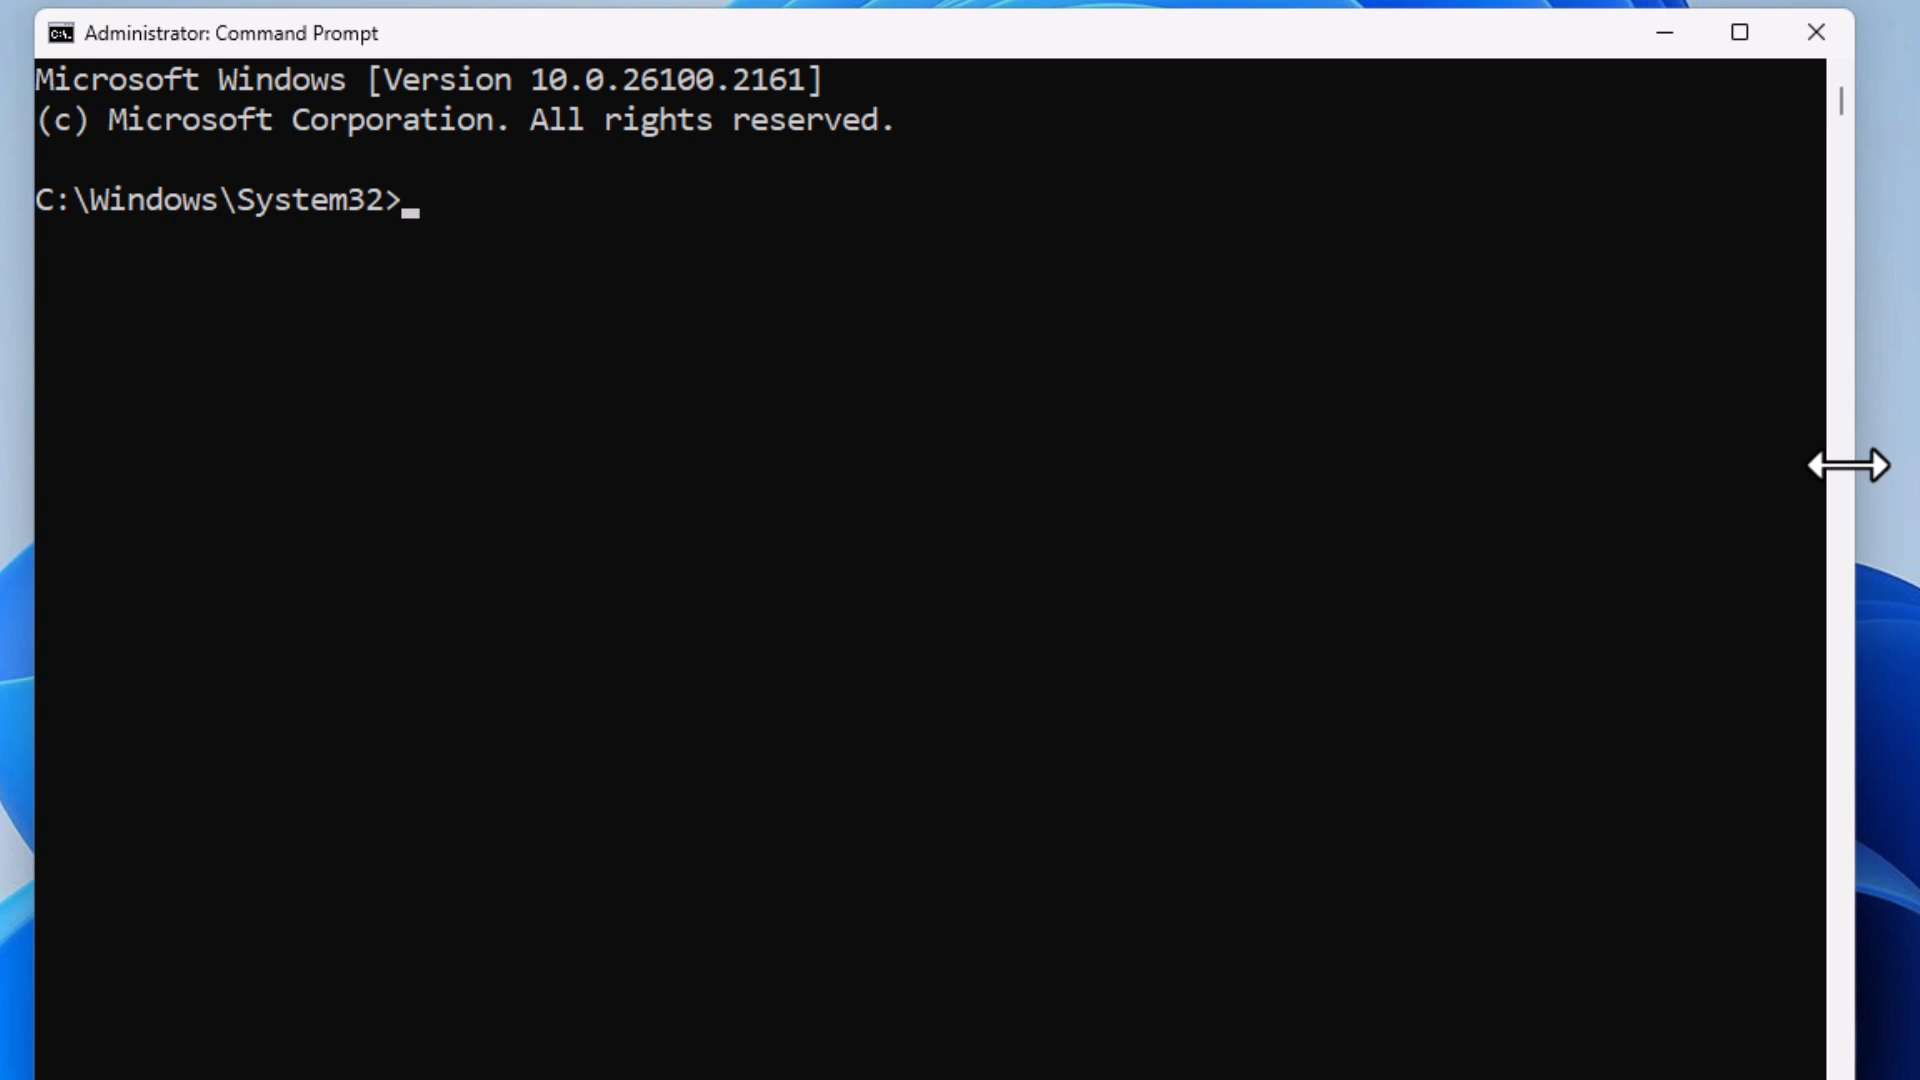 Administrator: Command Prompt
Microsoft Windows [Version 10.0.26100.2161]
(c) Microsoft Corporation. All rights reserved.
C:\Windows\System32>